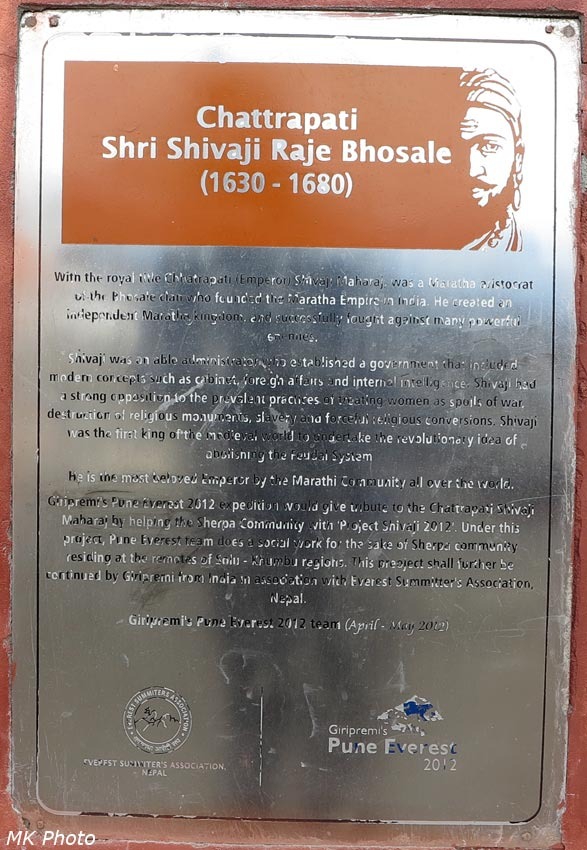 Chattrapati
Shri Shivaji Raje Bhosale
(1630 - 1680)
With the royal title Chhatrapati (Emperor) Shivaji Maharaj, was a Maratha aristocrat
of the Bhosale clan who founded the Maratha Empire in India. He created an
independent Maratha kingdom, and successfully fought against many powerful
enemies.
Shivaji was an able administrator who established a government that included
modern concepts such as cabinet, foreign affairs and internel intelligence. Shivaji had
a strong opposition to the prevalent practices of treating women as spoils of war,
destruction of religious monuments, slavery and forceful religious conversions. Shivaji
was the first king of the medieval world to undertake the revolutionary idea of
abolishing the Feudal System
He is the most beloved Emperor by the Marathi Community all over the world.
Giripremi's Pune Everest 2012 expedition would give tribute to the Chattrapati Shivaji
Maharaj by helping the Sherpa Community with 'Project Shivaji 2012'. Under this
project, Pune Everest team does a social work for the sake of Sherpa community
residing at the remotes of Solu - Khumbu regions. This preject shall further be
continued by Giripremi from India in association with Everest Summitter's Association,
Nepal.
Giripremi's Pune Everest 2012 team (April - May 2012)
EVEREST SUMMITERS ASSOCIATION
EVEREST SUMMITER'S ASSOCIATION,
NEPAL
Giripremi's
Pune Everest
2012
MK Photo